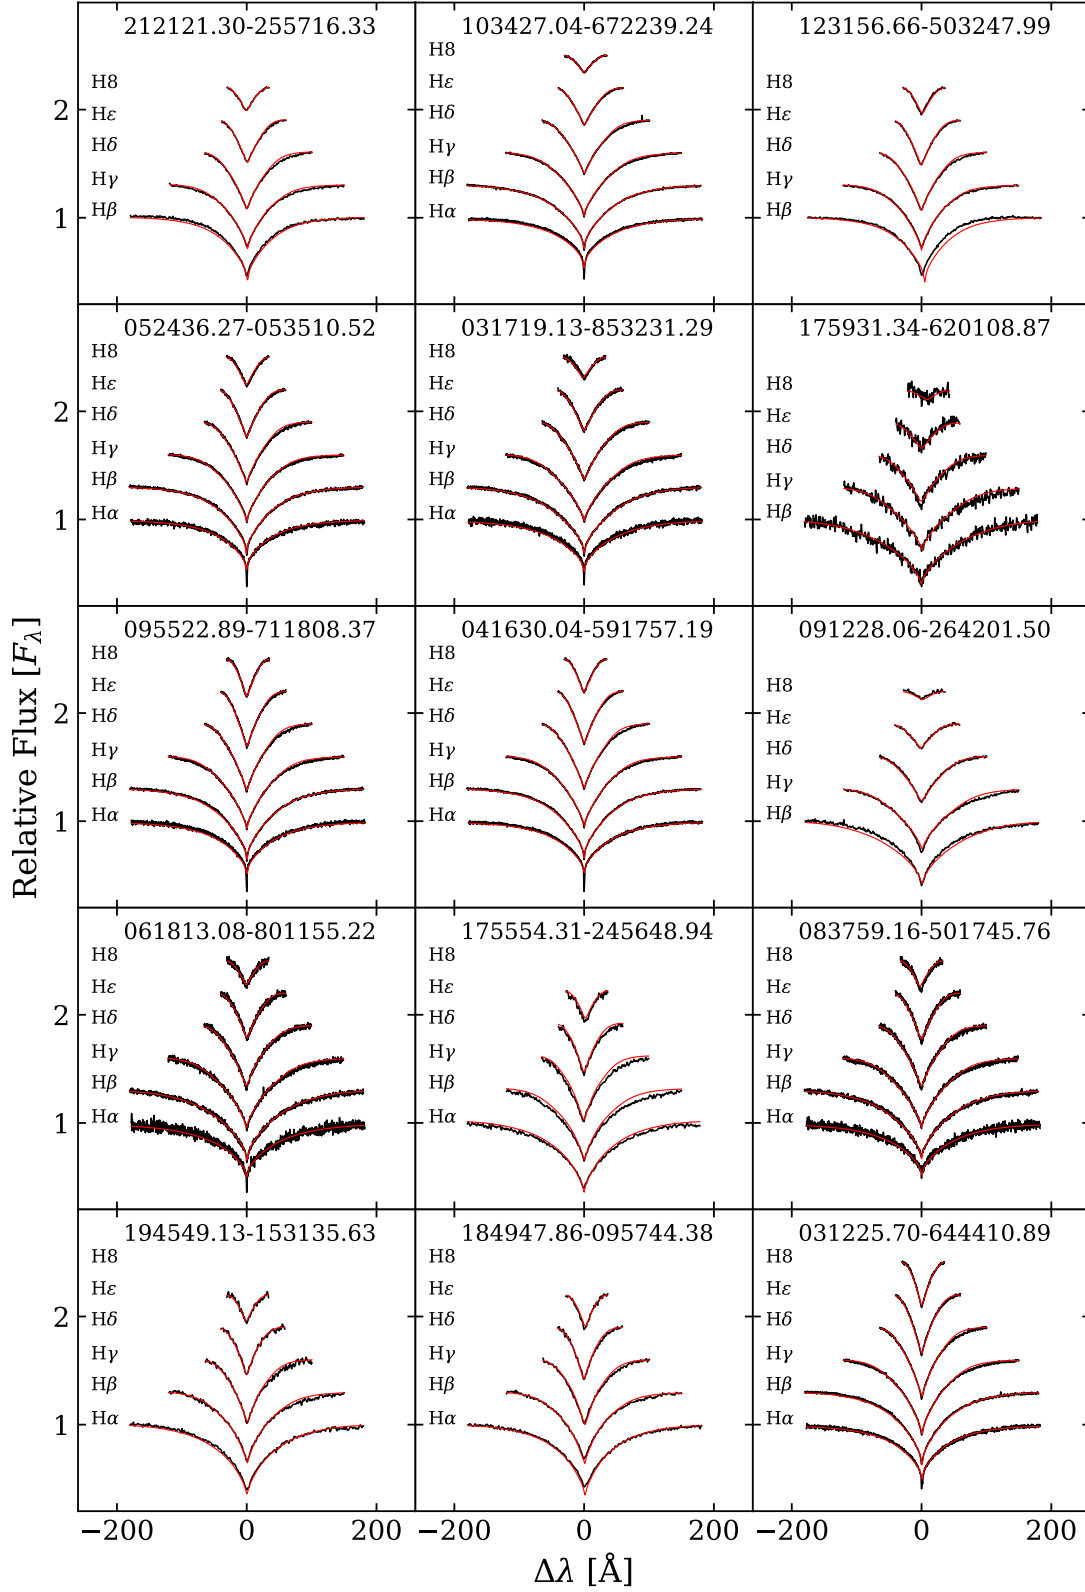 212121.30-255716.33
H8
Hε
Hδ
Hγ
Hβ
103427.04-672239.24
H8
Hε
Hδ
Hγ
Hβ
Hα
123156.66-503247.99
H8
Hε
Hδ
Hγ
Hβ
2
1
052436.27-053510.52
H8
Hε
Hδ
Hγ
Hβ
Hα
031719.13-853231.29
H8
Hε
Hδ
Hγ
Hβ
Hα
175931.34-620108.87
H8
Hε
Hδ
Hγ
Hβ
2
1
095522.89-711808.37
H8
Hε
Hδ
Hγ
Hβ
Hα
041630.04-591757.19
H8
Hε
Hδ
Hγ
Hβ
Hα
091228.06-264201.50
H8
Hε
Hδ
Hγ
Hβ
2
1
061813.08-801155.22
H8
Hε
Hδ
Hγ
Hβ
Hα
175554.31-245648.94
H8
Hε
Hδ
Hγ
Hβ
Hα
083759.16-501745.76
H8
Hε
Hδ
Hγ
Hβ
Hα
2
1
194549.13-153135.63
H8
Hε
Hδ
Hγ
Hβ
Hα
184947.86-095744.38
H8
Hε
Hδ
Hγ
Hβ
Hα
031225.70-644410.89
H8
Hε
Hδ
Hγ
Hβ
Hα
2
1
−200 0 200 −200 0 200 −200 0 200
Δλ [Å]
Relative Flux [Fλ]